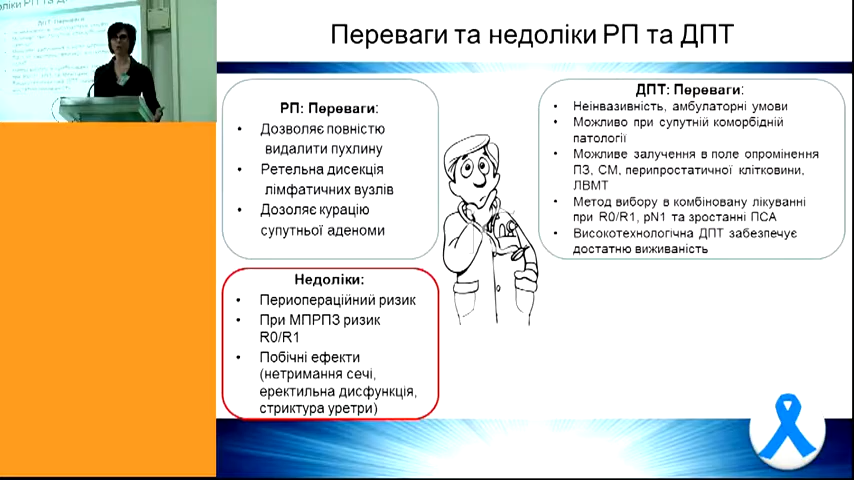 Переваги та недоліки РП та ДПТ
РП: Переваги:
• Дозволяє повністю
видалити пухлину
• Ретельна дисекція
лімфатичних вузлів
• Дозоляє курацію
супутньої аденоми
Недоліки:
• Периопераційний ризик
• При МПРПЗ ризик
R0/R1
• Побічні ефекти
(нетримання сечі,
еректильна дисфункція,
стриктура уретри)
ДПТ: Переваги:
• Неінвазивність, амбулаторні умови
• Можливо при супутній коморбідній
патології
• Можливе залучення в поле опромінення
ПЗ, СМ, перипростатичної клітковини,
ЛВМТ
• Метод вибору в комбіновану лікуванні
при R0/R1, pN1 та зростанні ПСА
• Високотехнологічна ДПТ забезпечує
достатню виживаність